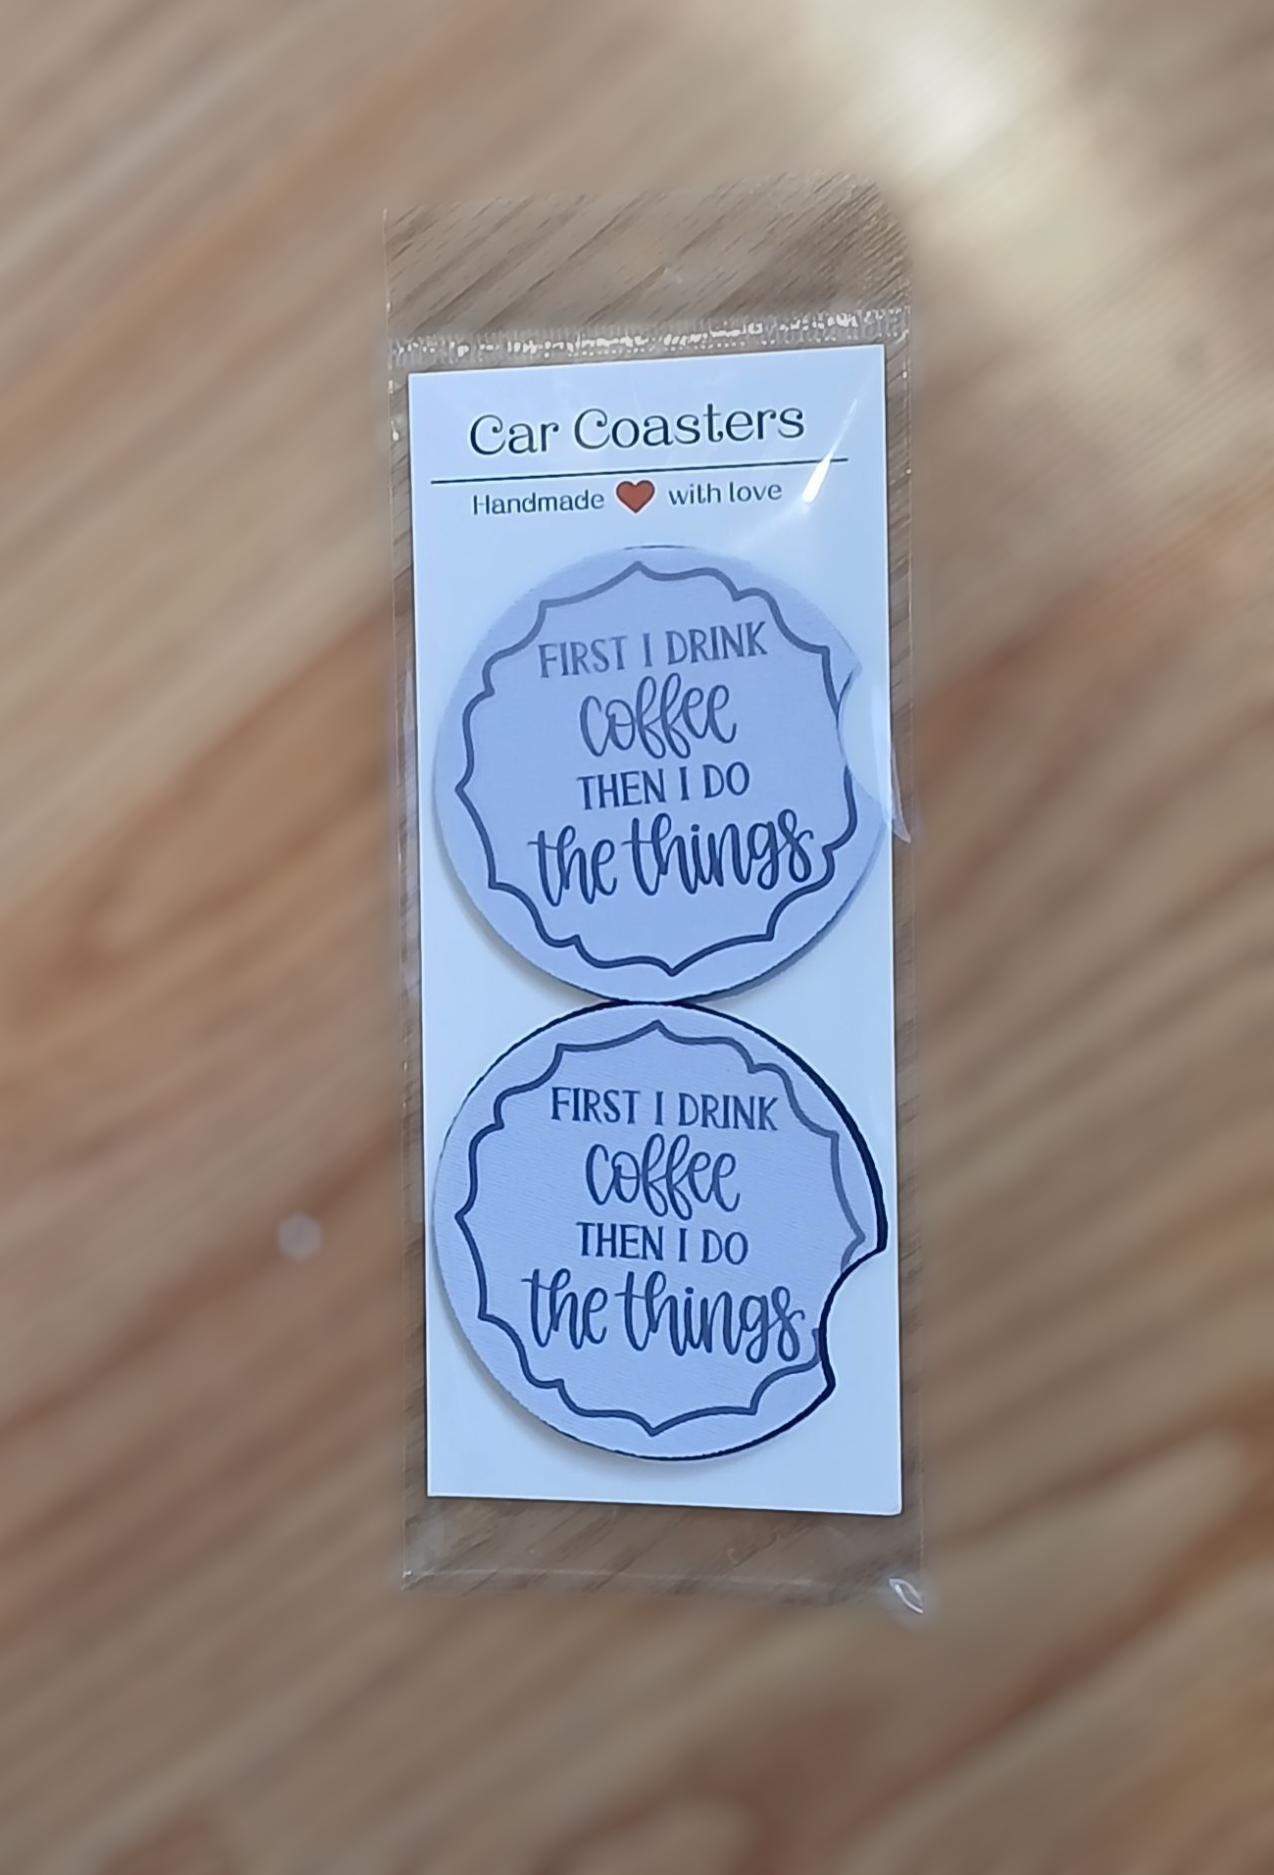 Car Coasters
Handmade ❤ with love
FIRST I DRINK
coffee
THEN I DO
the things
FIRST I DRINK
coffee
THEN I DO
the things